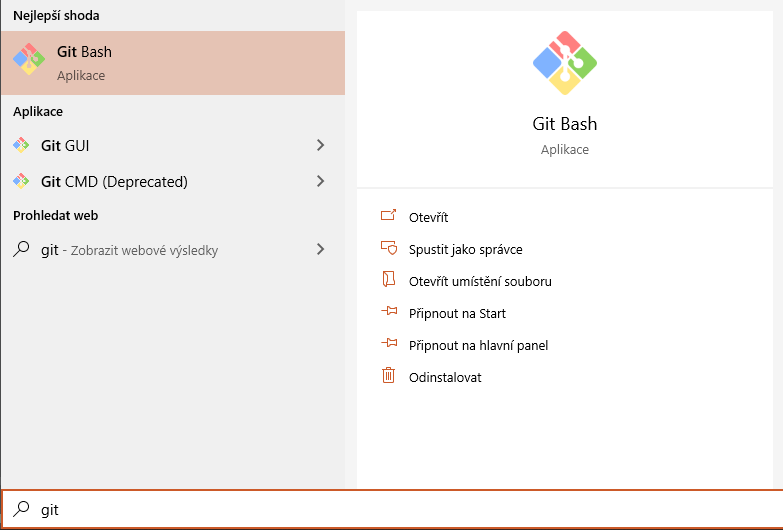 Nejlepší shoda
Git Bash
Aplikace
Aplikace
Git GUI
Git CMD (Deprecated)
Prohledat web
git - Zobrazit webové výsledky
Git Bash
Aplikace
Otevřít
Spustit jako správce
Otevřít umístění souboru
Připnout na Start
Připnout na hlavní panel
Odinstalovat
git